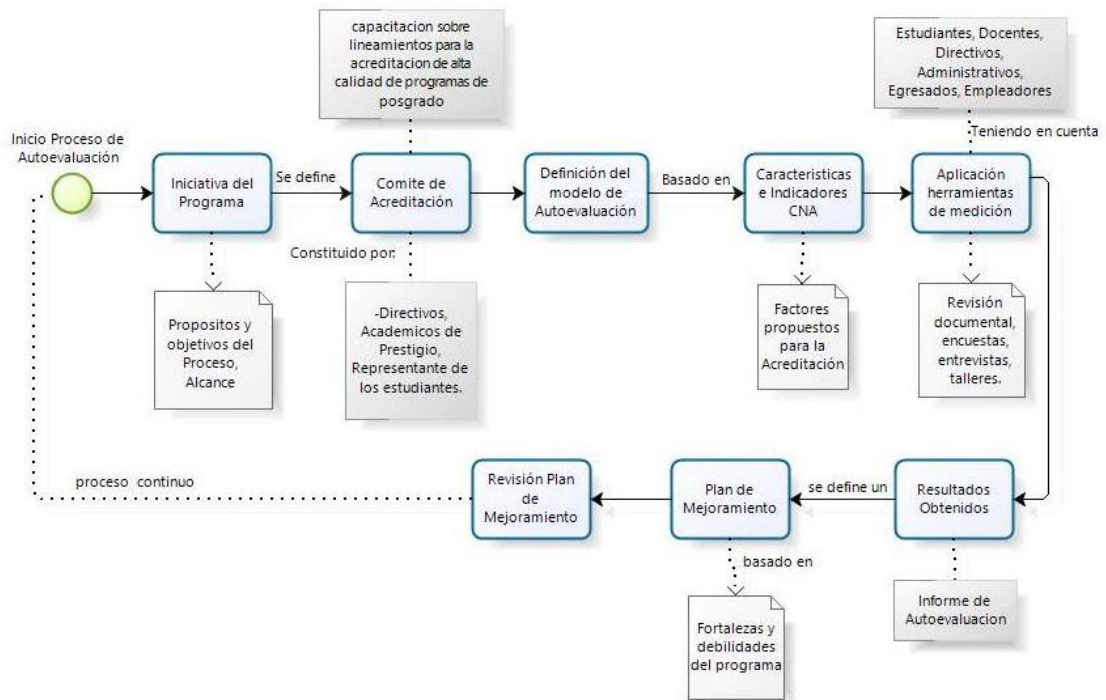 capacitacion sobre
lineamientos para la
acreditacion de alta
calidad de programas de
posgrado
Estudiantes, Docentes,
Directivos,
Administrativos,
Egresados, Empleadores
Inicio Proceso de
Autoevaluación
Teniendo en cuenta
Iniciativa del
Programa
Se define
Comite de
Acreditación
Definición del
modelo de
Autoevaluación
Basado en
Caracteristicas
e Indicadores
CNA
Aplicación
herramientas
de medición
Constituido por:
Propositos y
objetivos del
Proceso,
Alcance
-Directivos,
Academicos de
Prestigio,
Representante de
los estudiantes.
Factores
propuestos
para la
Acreditación
Revisión
documental,
encuestas,
entrevistas,
talleres.
proceso continuo
Revisión Plan
de
Mejoramiento
Plan de
Mejoramiento
se define un
Resultados
Obtenidos
basado en
Fortalezas y
debilidades
del programa
Informe de
Autoevaluacion